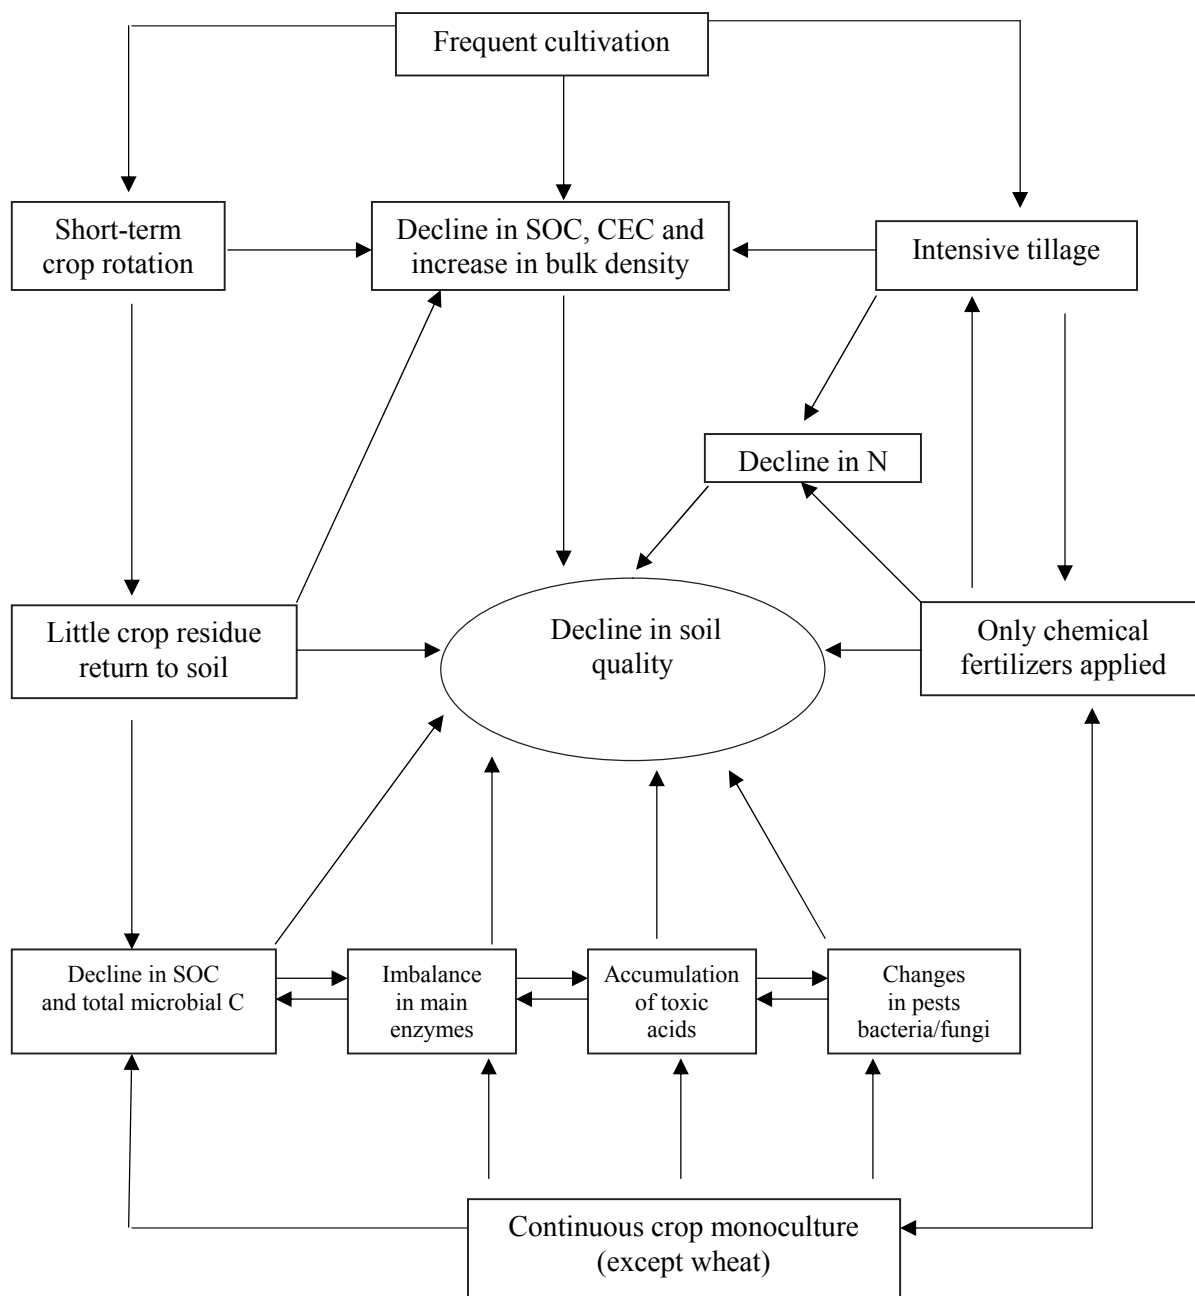 Frequent cultivation
Short-term
crop rotation
Decline in SOC, CEC and
increase in bulk density
Intensive tillage
Decline in N
Little crop residue
return to soil
Decline in soil
quality
Only chemical
fertilizers applied
Decline in SOC
and total microbial C
Imbalance
in main
enzymes
Accumulation
of toxic
acids
Changes
in pests
bacteria/fungi
Continuous crop monoculture
(except wheat)